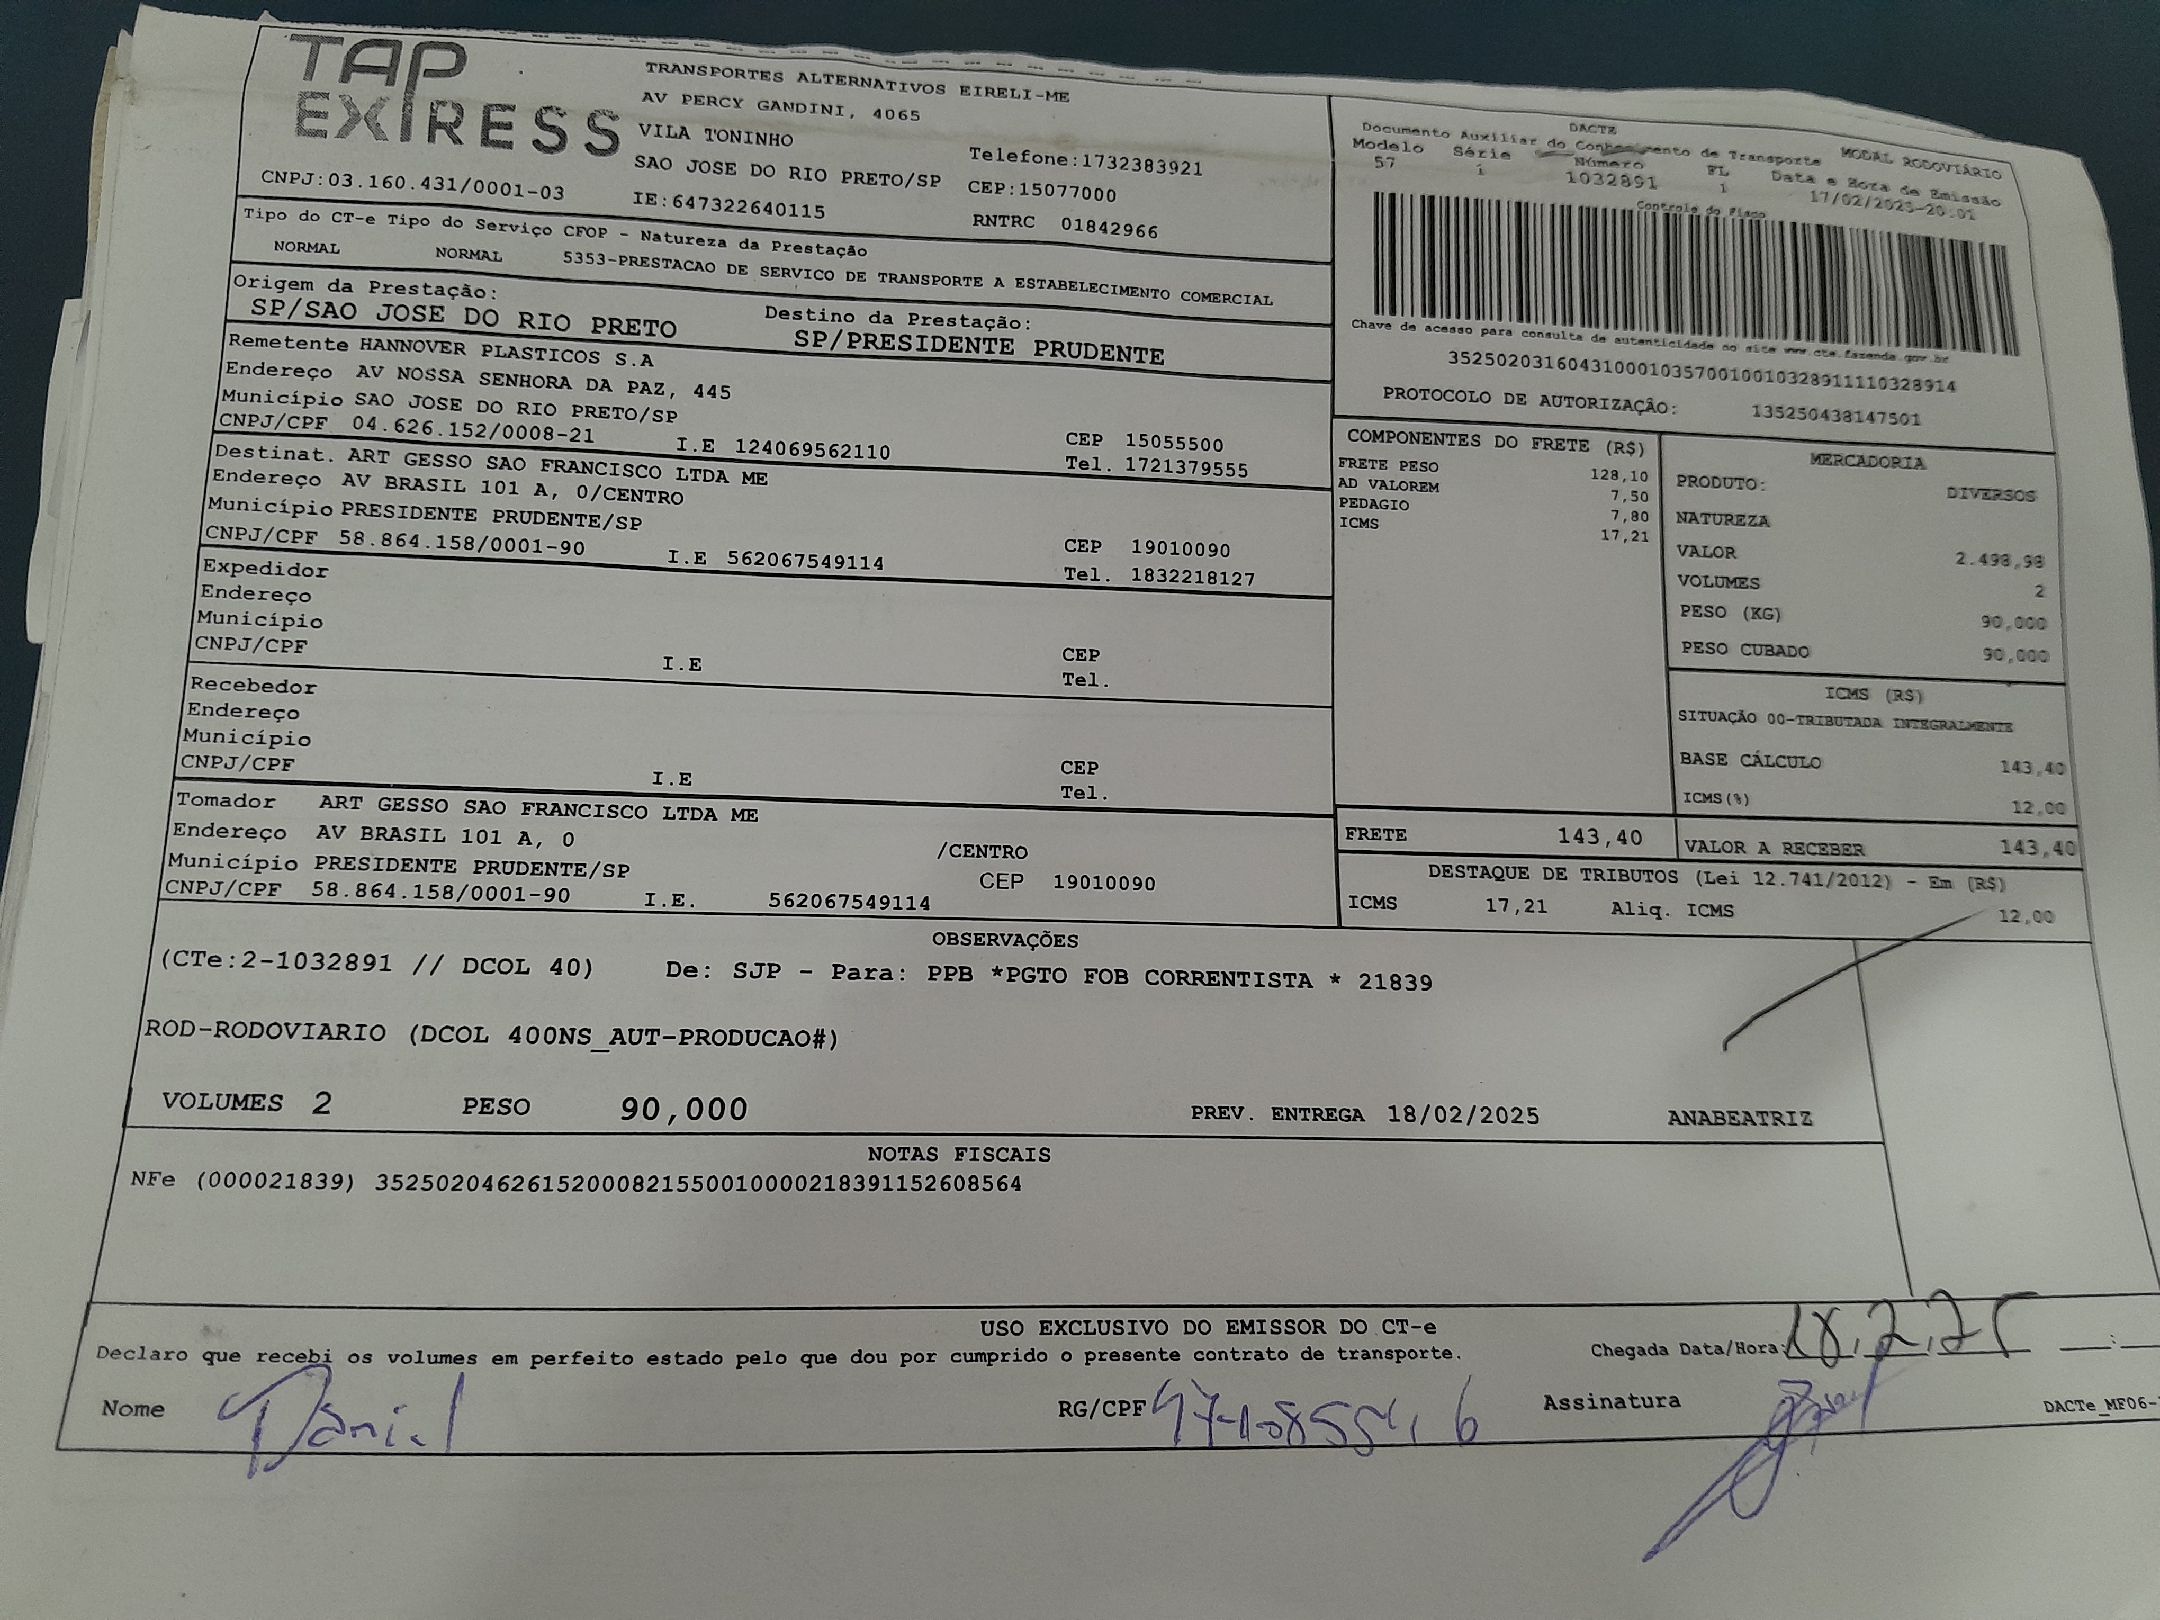 TAP
EXPRESS
CNPJ:03.160.431/0001-03
TRANSPORTES ALTERNATIVOS EIRELI-ME
AV PERCY GANDINI, 4065
VILA TONINHO
Telefone:1732383921
SAO JOSE DO RIO PRETO/SP CEP:15077000
IE:647322640115 RNTRC 01842966
DACTE
Documento Auxiliar do Conhecimento de Transporte MODAL RODOVIÁRIO
Modelo Série Número FL Data e Hora de Emissão
57 1 1032891 1 17/02/2025-20:01
Controle do Fisco
Chave de acesso para consulta de autenticidade no site www.cte.fazenda.gov.br
35250203160431000103570010010328911110328914
PROTOCOLO DE AUTORIZAÇÂO: 135250438147501
Tipo do CT-e Tipo do Serviço CFOP - Natureza da Prestação
NORMAL NORMAL 5353-PRESTACAO DE SERVICO DE TRANSPORTE A ESTABELECIMENTO COMERCIAL
Origem da Prestação: Destino da Prestação:
SP/SAO JOSE DO RIO PRETO SP/PRESIDENTE PRUDENTE
Remetente HANNOVER PLASTICOS S.A
Endereço AV NOSSA SENHORA DA PAZ, 445
Município SAO JOSE DO RIO PRETO/SP CEP 15055500
CNPJ/CPF 04.626.152/0008-21 I.E 124069562110 Tel. 1721379555
Destinat. ART GESSO SAO FRANCISCO LTDA ME
Endereço AV BRASIL 101 A, 0/CENTRO
Município PRESIDENTE PRUDENTE/SP CEP 19010090
CNPJ/CPF 58.864.158/0001-90 I.E 562067549114 Tel. 1832218127
Expedidor
Endereço
Município CEP
CNPJ/CPF I.E Tel.
Recebedor
Endereço
Município CEP
CNPJ/CPF I.E Tel.
Tomador ART GESSO SAO FRANCISCO LTDA ME
Endereço AV BRASIL 101 A, 0 /CENTRO
Município PRESIDENTE PRUDENTE/SP CEP 19010090
CNPJ/CPF 58.864.158/0001-90 I.E. 562067549114
COMPONENTES DO FRETE (R$)
FRETE PESO 128,10
AD VALOREM 7,50
PEDAGIO 7,80
ICMS 17,21
MERCADORIA
PRODUTO: DIVERSOS
NATUREZA
VALOR 2.498,98
VOLUMES 2
PESO (KG) 90,000
PESO CUBADO 90,000
ICMS (R$)
SITUAÇÃO 00-TRIBUTADA INTEGRALMENTE
BASE CÁLCULO 143,40
ICMS(%) 12,00
FRETE 143,40 VALOR A RECEBER 143,40
DESTAQUE DE TRIBUTOS (Lei 12.741/2012) - Em (R$)
ICMS 17,21 Aliq. ICMS 12,00
OBSERVAÇÕES
(CTe:2-1032891 // DCOL 40) De: SJP - Para: PPB *PGTO FOB CORRENTISTA * 21839
ROD-RODOVIARIO (DCOL 400NS_AUT-PRODUCAO#)
VOLUMES 2 PESO 90,000 PREV. ENTREGA 18/02/2025 ANABEATRIZ
NOTAS FISCAIS
NFe (000021839) 35250204626152000821550010000218391152608564
USO EXCLUSIVO DO EMISSOR DO CT-e
Declaro que recebi os volumes em perfeito estado pelo que dou por cumprido o presente contrato de transporte. Chegada Data/Hora: 18.2.25
Nome Daniel RG/CPF Assinatura DACTe_MF06-